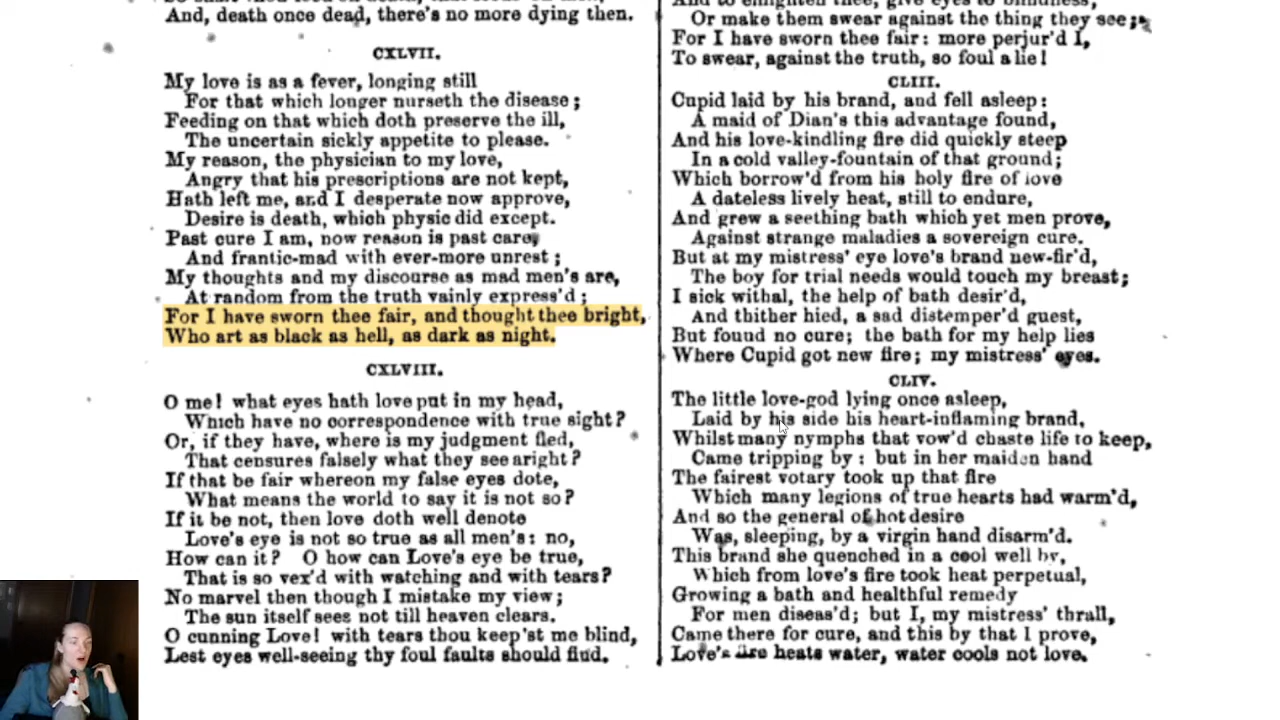 And, death once dead, there's no more dying then.
CXLVII.
My love is as a fever, longing still
For that which longer nurseth the disease;
Feeding on that which doth preserve the ill,
The uncertain sickly appetite to please.
My reason, the physician to my love,
Angry that his prescriptions are not kept,
Hath left me, and I desperate now approve,
Desire is death, which physic did except.
Past cure I am, now reason is past care,
And frantic-mad with ever-more unrest;
My thoughts and my discourse as mad men's are,
At random from the truth vainly express'd;
For I have sworn thee fair, and thought thee bright,
Who art as black as hell, as dark as night.
CXLVIII.
O me! what eyes hath love put in my head,
Which have no correspondence with true sight?
Or, if they have, where is my judgment fled,
That censures falsely what they see aright?
If that be fair whereon my false eyes dote,
What means the world to say it is not so?
If it be not, then love doth well denote
Love's eye is not so true as all men's: no,
How can it? O how can Love's eye be true,
That is so vex'd with watching and with tears?
No marvel then though I mistake my view;
The sun itself sees not till heaven clears.
O cunning Love! with tears thou keep'st me blind,
Lest eyes well-seeing thy foul faults should find.
And to enlighten thee, give eyes to blindness,
Or make them swear against the thing they see;
For I have sworn thee fair: more perjur'd I,
To swear, against the truth, so foul a lie!
CLIII.
Cupid laid by his brand, and fell asleep:
A maid of Dian's this advantage found,
And his love-kindling fire did quickly steep
In a cold valley-fountain of that ground;
Which borrow'd from his holy fire of love
A dateless lively heat, still to endure,
And grew a seething bath which yet men prove,
Against strange maladies a sovereign cure.
But at my mistress' eye love's brand new-fir'd,
The boy for trial needs would touch my breast;
I sick withal, the help of bath desir'd,
And thither hied, a sad distemper'd guest,
But found no cure; the bath for my help lies
Where Cupid got new fire; my mistress' eyes.
CLIV.
The little love-god lying once asleep,
Laid by his side his heart-inflaming brand,
Whilst many nymphs that vow'd chaste life to keep,
Came tripping by: but in her maiden hand
The fairest votary took up that fire
Which many legions of true hearts had warm'd,
And so the general of hot desire
Was, sleeping, by a virgin hand disarm'd.
This brand she quenched in a cool well by,
Which from love's fire took heat perpetual,
Growing a bath and healthful remedy
For men diseas'd; but I, my mistress' thrall,
Came there for cure, and this by that I prove,
Love's fire heats water, water cools not love.